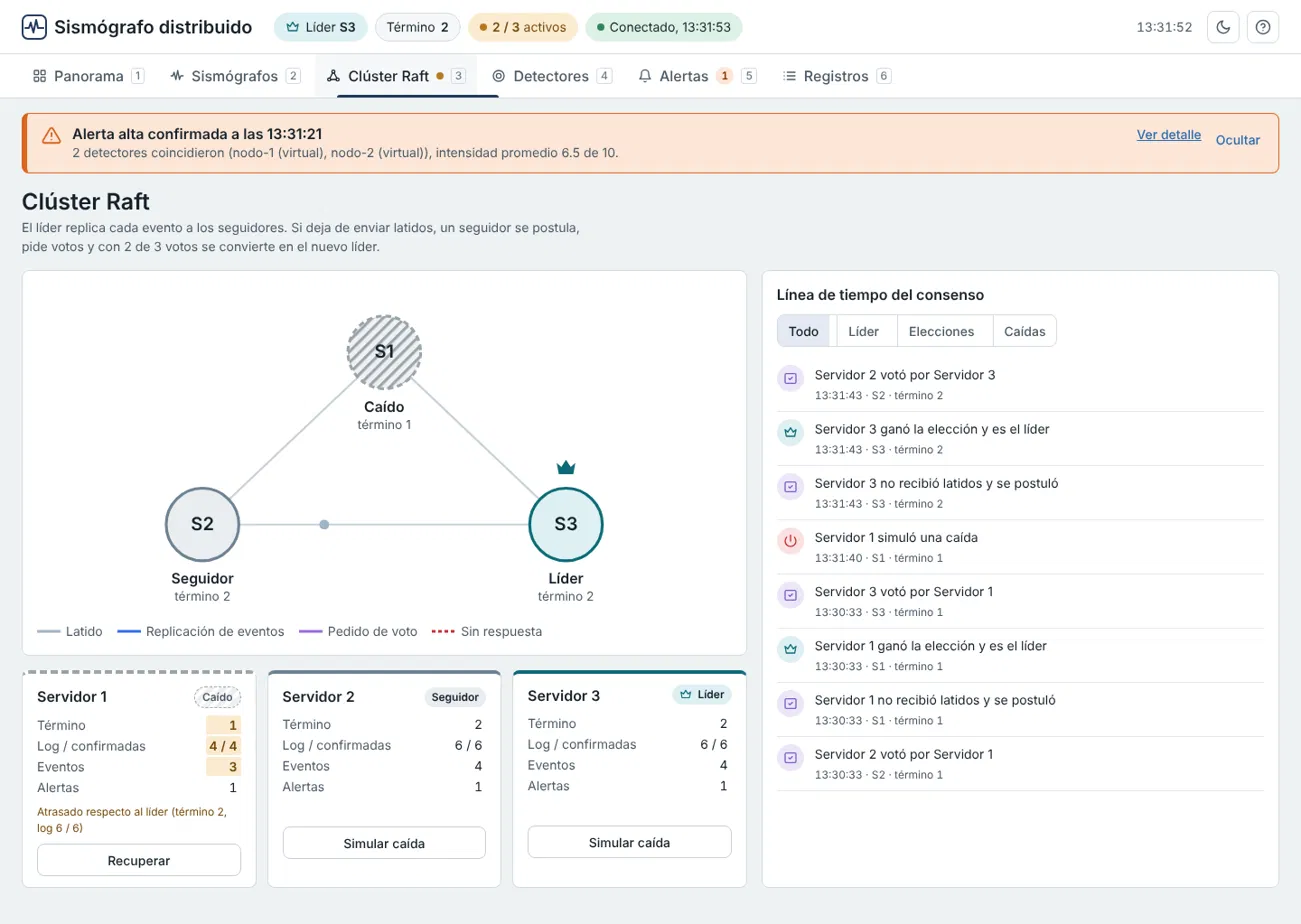 Sismógrafo distribuido
Líder S3
Término 2
2 / 3 activos
Conectado, 13:31:53
13:31:52
Panorama 1
Sismógrafos 2
Clúster Raft 3
Detectores 4
Alertas 1 5
Registros 6
Alerta alta confirmada a las 13:31:21
2 detectores coincidieron (nodo-1 (virtual), nodo-2 (virtual)), intensidad promedio 6.5 de 10.
Ver detalle
Ocultar
Clúster Raft
El líder replica cada evento a los seguidores. Si deja de enviar latidos, un seguidor se postula,
pide votos y con 2 de 3 votos se convierte en el nuevo líder.
S1
Caído
término 1
S2
Seguidor
término 2
S3
Líder
término 2
Latido
Replicación de eventos
Pedido de voto
Sin respuesta
Servidor 1
Caído
Término 1
Log / confirmadas 4 / 4
Eventos 3
Alertas 1
Atrasado respecto al líder (término 2,
log 6 / 6)
Recuperar
Servidor 2
Seguidor
Término 2
Log / confirmadas 6 / 6
Eventos 4
Alertas 1
Simular caída
Servidor 3
Líder
Término 2
Log / confirmadas 6 / 6
Eventos 4
Alertas 1
Simular caída
Línea de tiempo del consenso
Todo
Líder
Elecciones
Caídas
Servidor 2 votó por Servidor 3
13:31:43 · S2 · término 2
Servidor 3 ganó la elección y es el líder
13:31:43 · S3 · término 2
Servidor 3 no recibió latidos y se postuló
13:31:43 · S3 · término 2
Servidor 1 simuló una caída
13:31:40 · S1 · término 1
Servidor 3 votó por Servidor 1
13:30:33 · S3 · término 1
Servidor 1 ganó la elección y es el líder
13:30:33 · S1 · término 1
Servidor 1 no recibió latidos y se postuló
13:30:33 · S1 · término 1
Servidor 2 votó por Servidor 1
13:30:33 · S2 · término 1